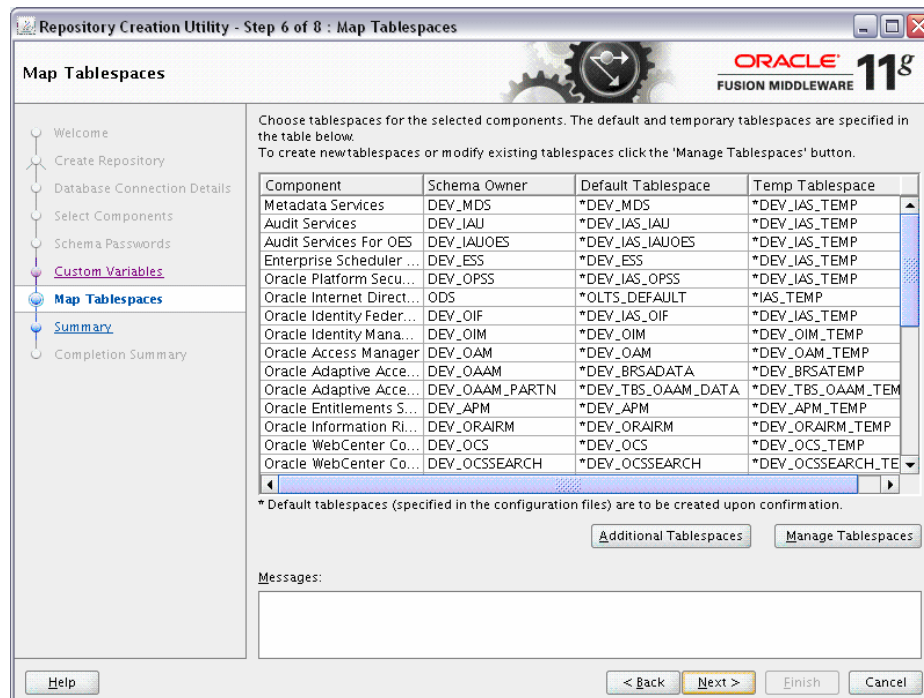 Repository Creation Utility - Step 6 of 8 : Map Tablespaces
Map Tablespaces
ORACLE
FUSION MIDDLEWARE 11g
Welcome
Create Repository
Database Connection Details
Select Components
Schema Passwords
Custom Variables
Map Tablespaces
Summary
Completion Summary
Choose tablespaces for the selected components. The default and temporary tablespaces are specified in
the table below.
To create new tablespaces or modify existing tablespaces click the 'Manage Tablespaces' button.
Component Schema Owner Default Tablespace Temp Tablespace
Metadata Services DEV_MDS *DEV_MDS *DEV_IAS_TEMP
Audit Services DEV_IAU *DEV_IAS_IAU *DEV_IAS_TEMP
Audit Services For OES DEV_IAUOES *DEV_IAS_IAUOES *DEV_IAS_TEMP
Enterprise Scheduler ... DEV_ESS *DEV_ESS *DEV_IAS_TEMP
Oracle Platform Secu... DEV_OPSS *DEV_IAS_OPSS *DEV_IAS_TEMP
Oracle Internet Direct... ODS *OLTS_DEFAULT *IAS_TEMP
Oracle Identity Feder... DEV_OIF *DEV_IAS_OIF *DEV_IAS_TEMP
Oracle Identity Mana... DEV_OIM *DEV_OIM *DEV_OIM_TEMP
Oracle Access Manager DEV_OAM *DEV_OAM *DEV_OAM_TEMP
Oracle Adaptive Acce... DEV_OAAM *DEV_BRSADATA *DEV_BRSATEMP
Oracle Adaptive Acce... DEV_OAAM_PARTN *DEV_TBS_OAAM_DATA *DEV_TBS_OAAM_TEM
Oracle Entitlements S... DEV_APM *DEV_APM *DEV_APM_TEMP
Oracle Information Ri... DEV_ORAIRM *DEV_ORAIRM *DEV_ORAIRM_TEMP
Oracle WebCenter Co... DEV_OCS *DEV_OCS *DEV_OCS_TEMP
Oracle WebCenter Co... DEV_OCSSEARCH *DEV_OCSSEARCH *DEV_OCSSEARCH_TE
* Default tablespaces (specified in the configuration files) are to be created upon confirmation.
Additional Tablespaces Manage Tablespaces
Messages:
Help < Back Next > Finish Cancel